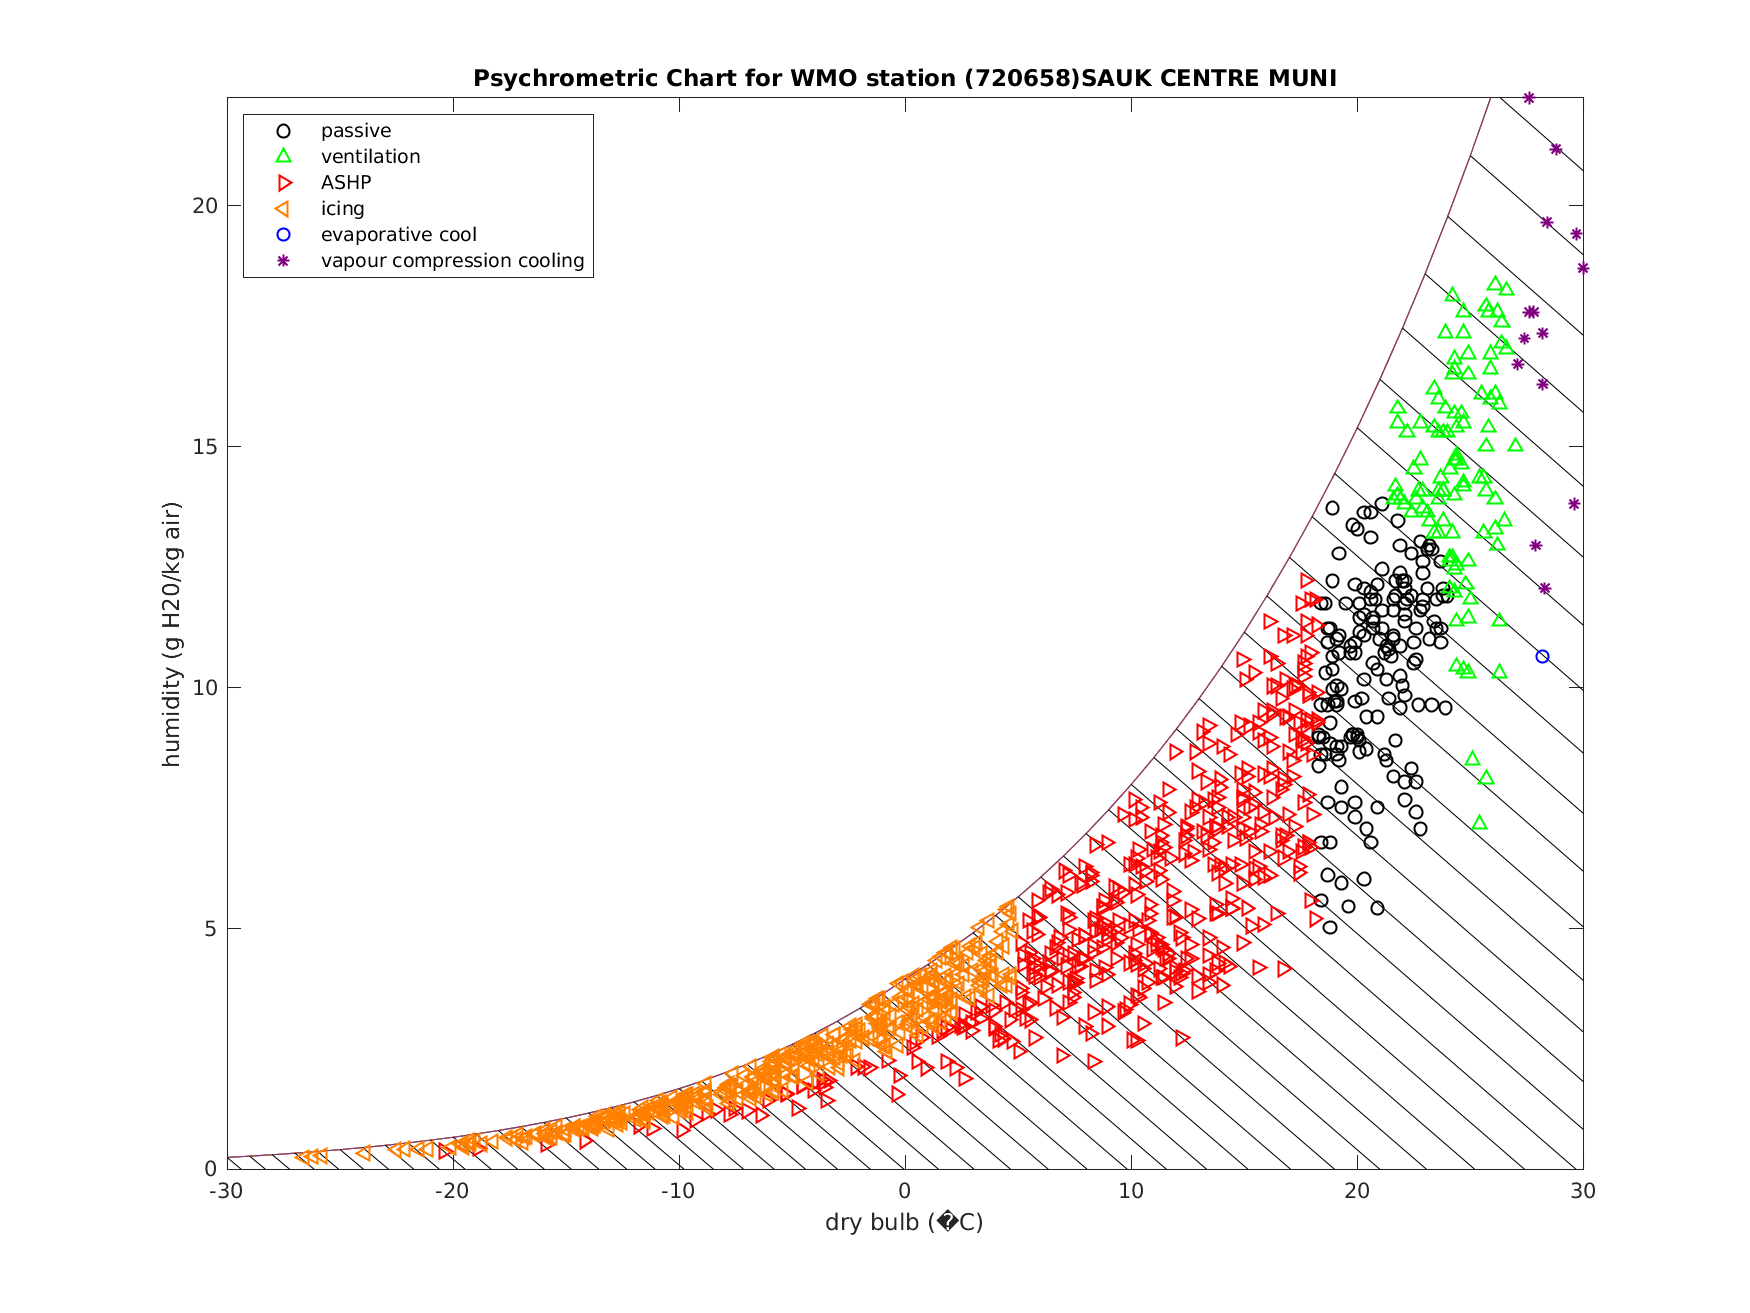 Psychrometric Chart for WMO station (720658)SAUK CENTRE MUNI
passive
ventilation
ASHP
icing
evaporative cool
vapour compression cooling
humidity (g H20/kg air)
20
15
10
5
0
-30 -20 -10 0 10 20 30
dry bulb (�C)